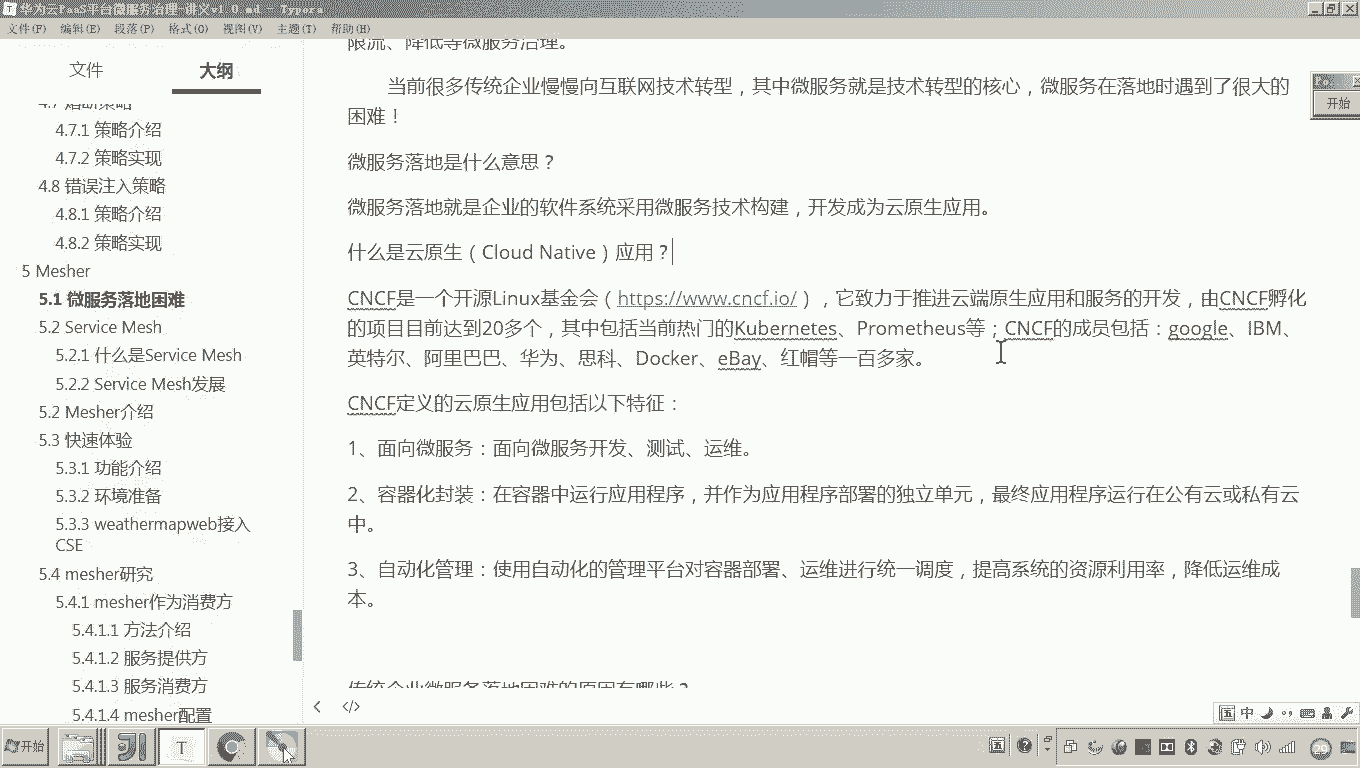 华为云PaaS平台微服务治理-讲义v1.0.md - Typora
文件(F) 编辑(E) 段落(P) 格式(O) 视图(V) 主题(T) 帮助(H)
文件 大纲
4.7 熔断策略
4.7.1 策略介绍
4.7.2 策略实现
4.8 错误注入策略
4.8.1 策略介绍
4.8.2 策略实现
5 Mesher
5.1 微服务落地困难
5.2 Service Mesh
5.2.1 什么是Service Mesh
5.2.2 Service Mesh发展
5.2 Mesher介绍
5.3 快速体验
5.3.1 功能介绍
5.3.2 环境准备
5.3.3 weathermapweb接入
CSE
5.4 mesher研究
5.4.1 mesher作为消费方
5.4.1.1 方法介绍
5.4.1.2 服务提供方
5.4.1.3 服务消费方
5.4.1.4 mesher配置
限流、降低等微服务治理。
当前很多传统企业慢慢向互联网技术转型，其中微服务就是技术转型的核心，微服务在落地时遇到了很大的
困难！
微服务落地是什么意思？
微服务落地就是企业的软件系统采用微服务技术构建，开发成为云原生应用。
什么是云原生（Cloud Native）应用？
CNCF是一个开源Linux基金会（https://www.cncf.io/），它致力于推进云端原生应用和服务的开发，由CNCF孵化
的项目目前达到20多个，其中包括当前热门的Kubernetes、Prometheus等；CNCF的成员包括：google、IBM、
英特尔、阿里巴巴、华为、思科、Docker、eBay、红帽等一百多家。
CNCF定义的云原生应用包括以下特征：
1、面向微服务：面向微服务开发、测试、运维。
2、容器化封装：在容器中运行应用程序，并作为应用程序部署的独立单元，最终应用程序运行在公有云或私有云
中。
3、自动化管理：使用自动化的管理平台对容器部署、运维进行统一调度，提高系统的资源利用率，降低运维成
本。
传统企业微服务落地困难的原因有哪些？
开始
五 中
开始
五
29